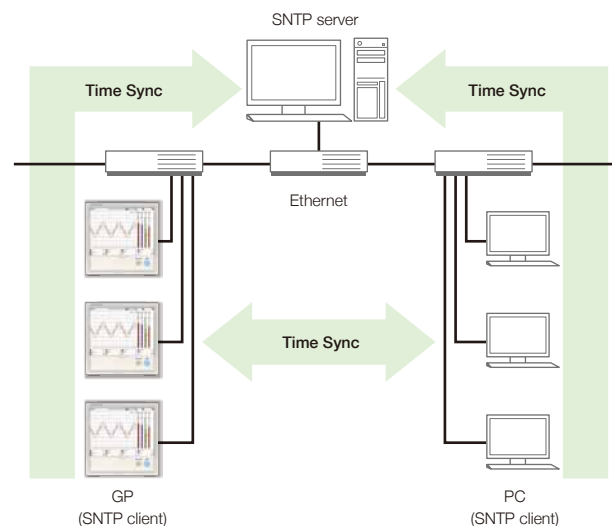 SNTP server
Time Sync
Time Sync
Ethernet
Time Sync
GP
(SNTP client)
PC
(SNTP client)